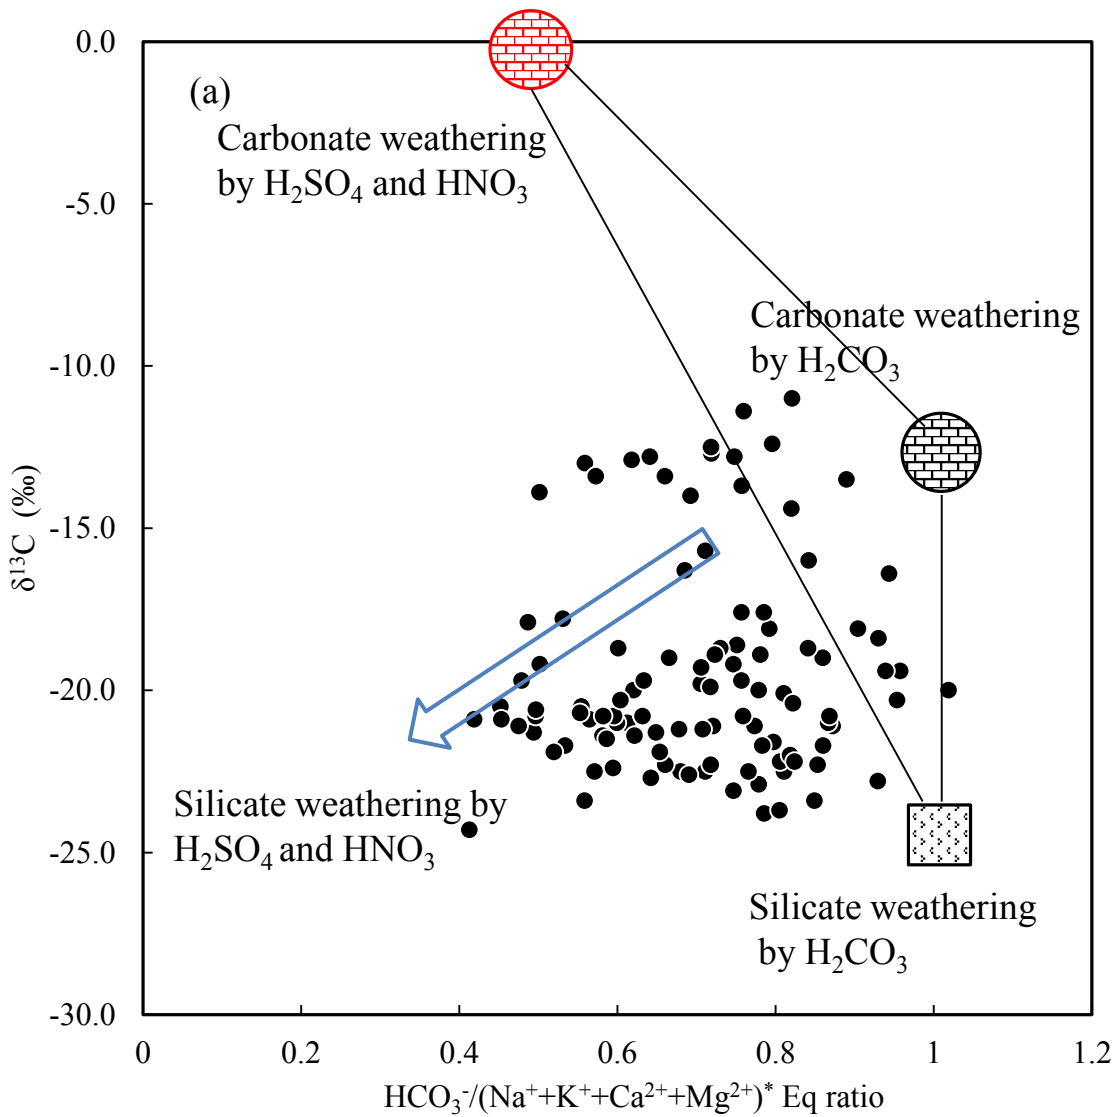 0.0
(a)
Carbonate weathering
by H₂SO₄ and HNO₃
-5.0
Carbonate weathering
by H₂CO₃
-10.0
δ¹³C (‰)
-15.0
-20.0
Silicate weathering by
H₂SO₄ and HNO₃
-25.0
Silicate weathering
by H₂CO₃
-30.0
0 0.2 0.4 0.6 0.8 1 1.2
HCO₃⁻/(Na⁺+K⁺+Ca²⁺+Mg²⁺)* Eq ratio